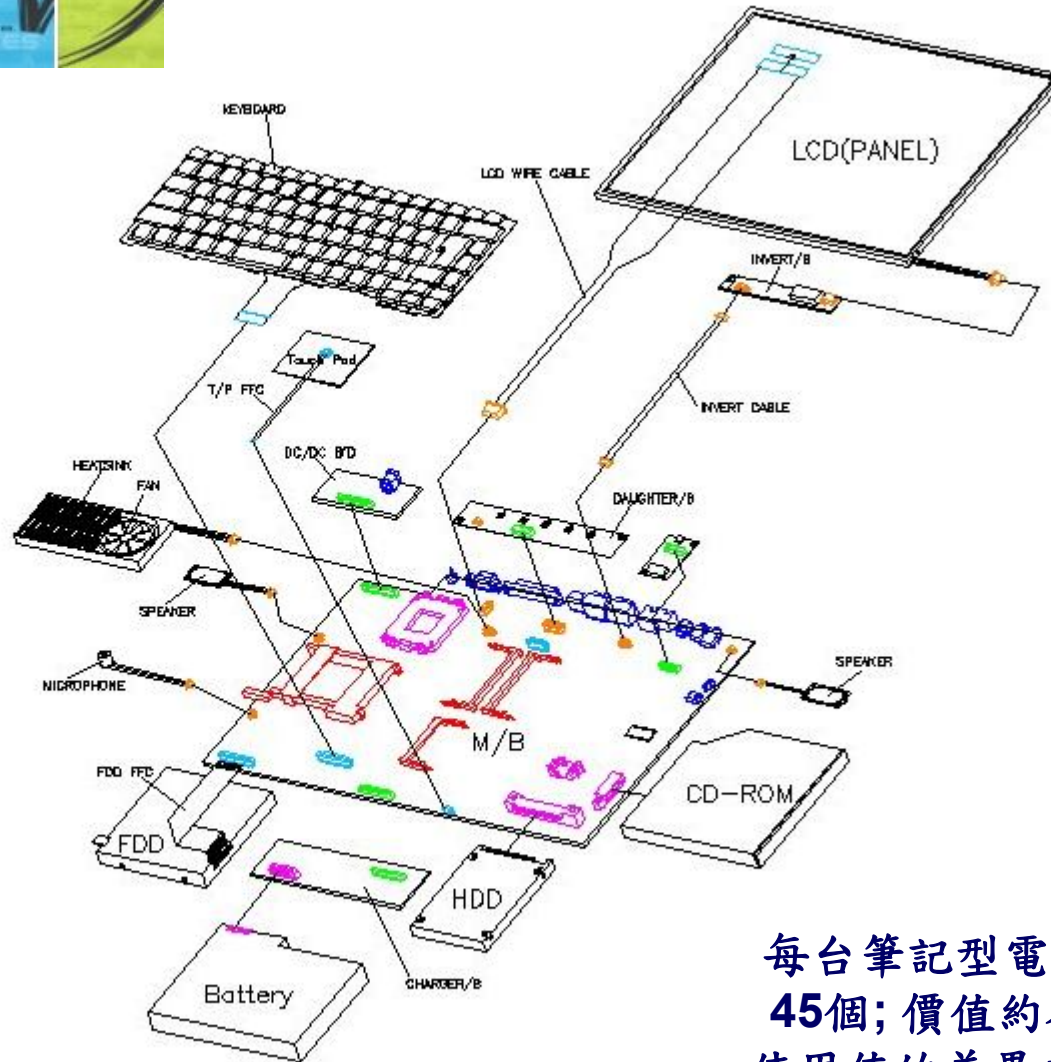 KEYBOARD
LCD(PANEL)
LCD WIRE CABLE
INVERT/B
Touch Pad
T/P FFC
INVERT CABLE
DC/DC B'D
HEATSINK
FAN
DAUGHTER/B
SPEAKER
SPEAKER
MICROPHONE
M/B
FDD FFC
CD-ROM
FDD
HDD
Battery
CHARGER/B
每台筆記型電
45個; 價值約